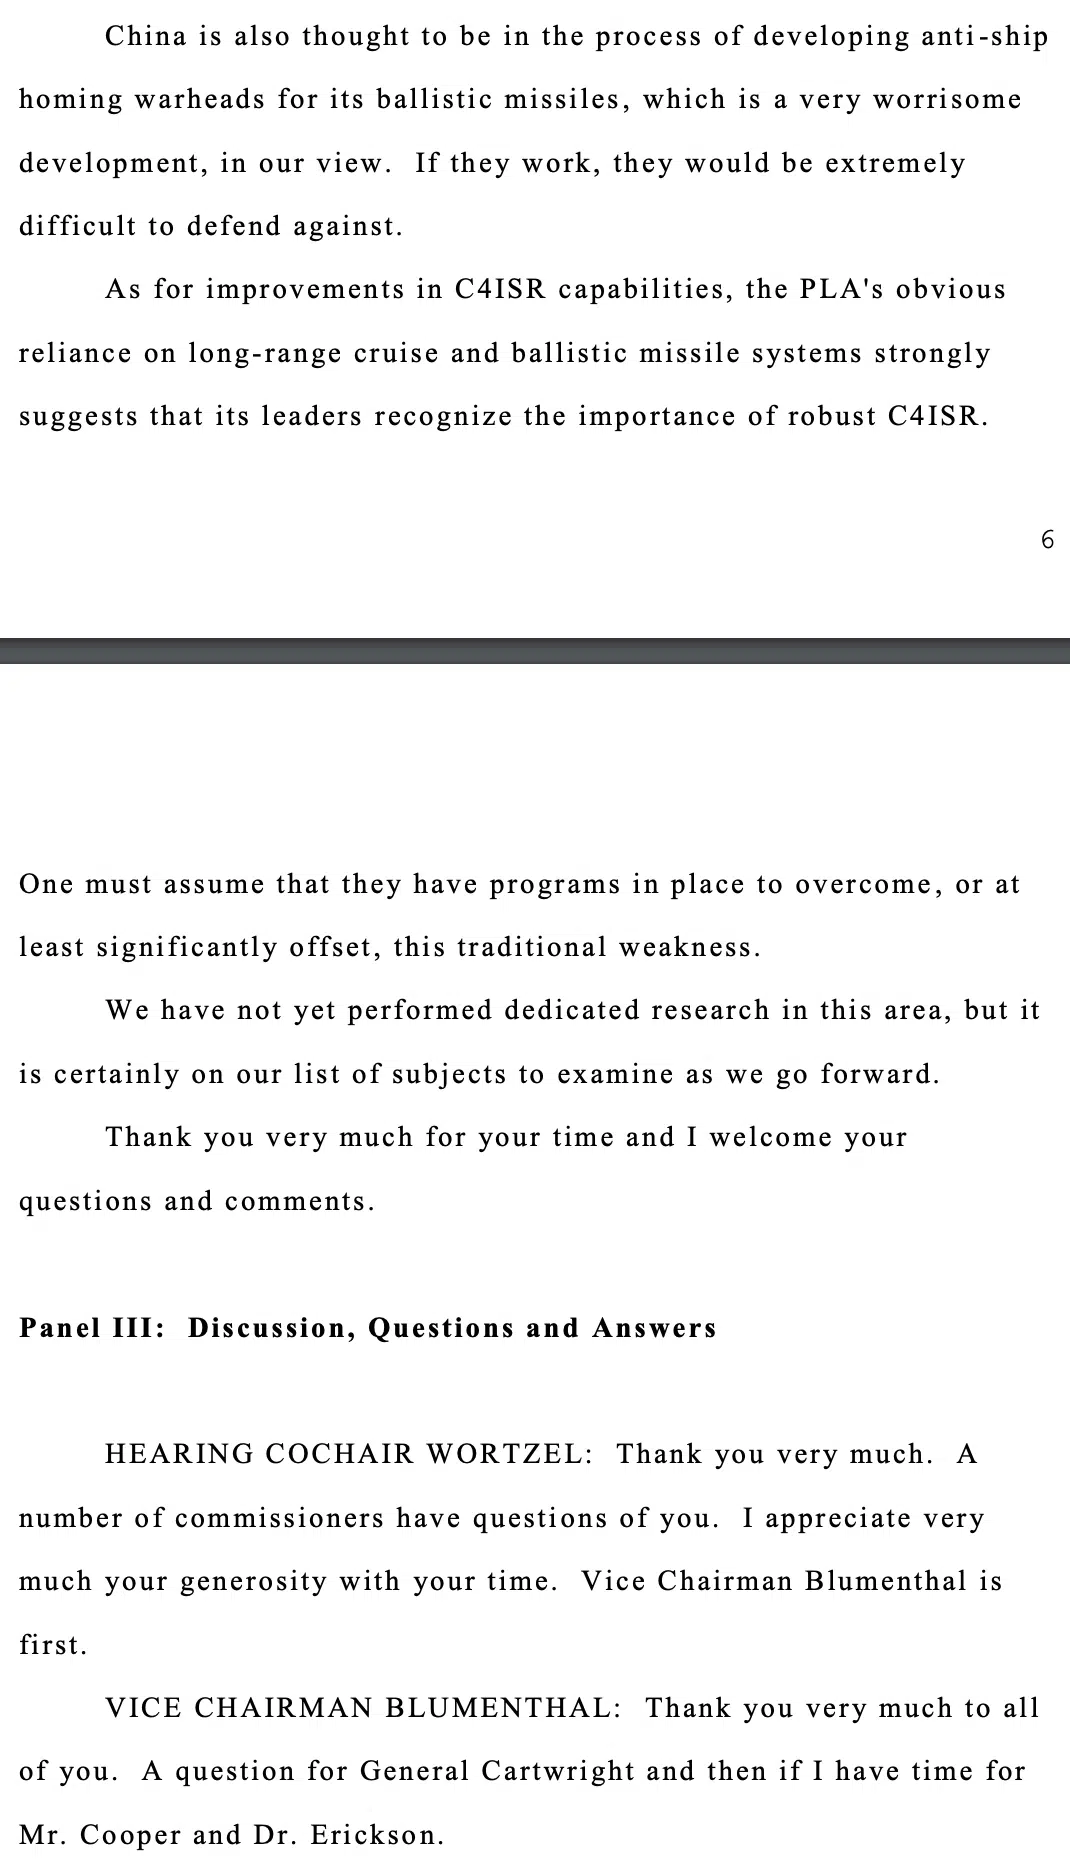 China is also thought to be in the process of developing anti-ship
homing warheads for its ballistic missiles, which is a very worrisome
development, in our view.  If they work, they would be extremely
difficult to defend against.
As for improvements in C4ISR capabilities, the PLA's obvious
reliance on long-range cruise and ballistic missile systems strongly
suggests that its leaders recognize the importance of robust C4ISR.
6
One must assume that they have programs in place to overcome, or at
least significantly offset, this traditional weakness.
We have not yet performed dedicated research in this area, but it
is certainly on our list of subjects to examine as we go forward.
Thank you very much for your time and I welcome your
questions and comments.
Panel III:  Discussion, Questions and Answers
HEARING COCHAIR WORTZEL:  Thank you very much.  A
number of commissioners have questions of you.  I appreciate very
much your generosity with your time.  Vice Chairman Blumenthal is
first.
VICE CHAIRMAN BLUMENTHAL:  Thank you very much to all
of you.  A question for General Cartwright and then if I have time for
Mr. Cooper and Dr. Erickson.